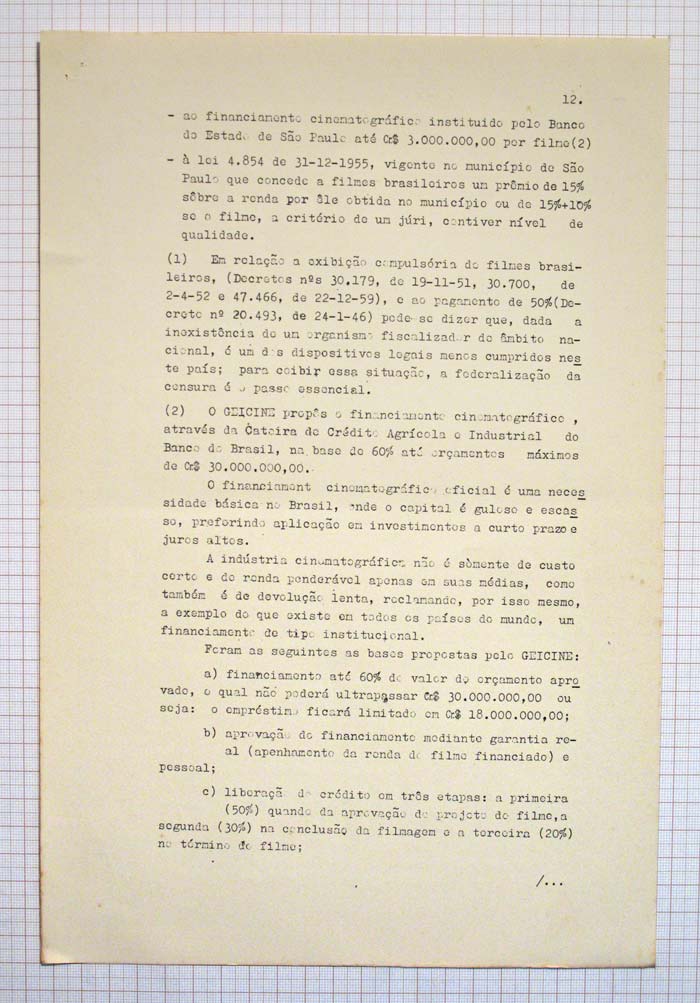 12.
- ao financiamento cinematográfico instituido pelo Banco
do Estado de São Paulo até Cr$ 3.000.000,00 por filme(2)
- à lei 4.854 de 31-12-1955, vigente no município de São
Paulo que concede a filmes brasileiros um prêmio de 15%
sôbre a renda por êle obtida no município ou de 15%+10%
se o filme, a critério de um júri, contiver nível de
qualidade.
(1) Em relação a exibição compulsória de filmes brasi-
leiros, (Decretos nºs 30.179, de 19-11-51, 30.700, de
2-4-52 e 47.466, de 22-12-59), e ao pagamento de 50%(De-
creto nº 20.493, de 24-1-46) pode-se dizer que, dada a
inexistência de um organismo fiscalizador de âmbito na-
cional, é um dos dispositivos legais menos cumpridos nes
te país; para coibir essa situação, a federalização da
censura é o passo essencial.
(2) O GEICINE propôs o financiamento cinematográfico ,
através da Cateira de Crédito Agrícola e Industrial do
Banco do Brasil, na base de 60% até orçamentos máximos
de Cr$ 30.000.000,00.
O financiament cinematográfico oficial é uma neces
sidade básica no Brasil, onde o capital é guloso e escas
so, preferindo aplicação em investimentos a curto prazo e
juros altos.
A indústria cinematográfica não é sòmente de custo
certo e de renda ponderável apenas em suas médias, como
também é de devolução lenta, reclamando, por isso mesmo,
a exemplo do que existe em todos os países do mundo, um
financiamento de tipo institucional.
Foram as seguintes as bases propostas pelo GEICINE:
a) financiamento até 60% do valor do orçamento apro
vado, o qual não poderá ultrapassar Cr$ 30.000.000,00 ou
seja: o empréstimo ficará limitado em Cr$ 18.000.000,00;
b) aprovação do financiamento mediante garantia re-
al (apenhamento da renda do filme financiado) e
pessoal;
c) liberaçã do crédito em três etapas: a primeira
(50%) quando da aprovação do projeto do filme,a
segunda (30%) na conclusão da filmagem e a terceira (20%)
no término do filme;
/...